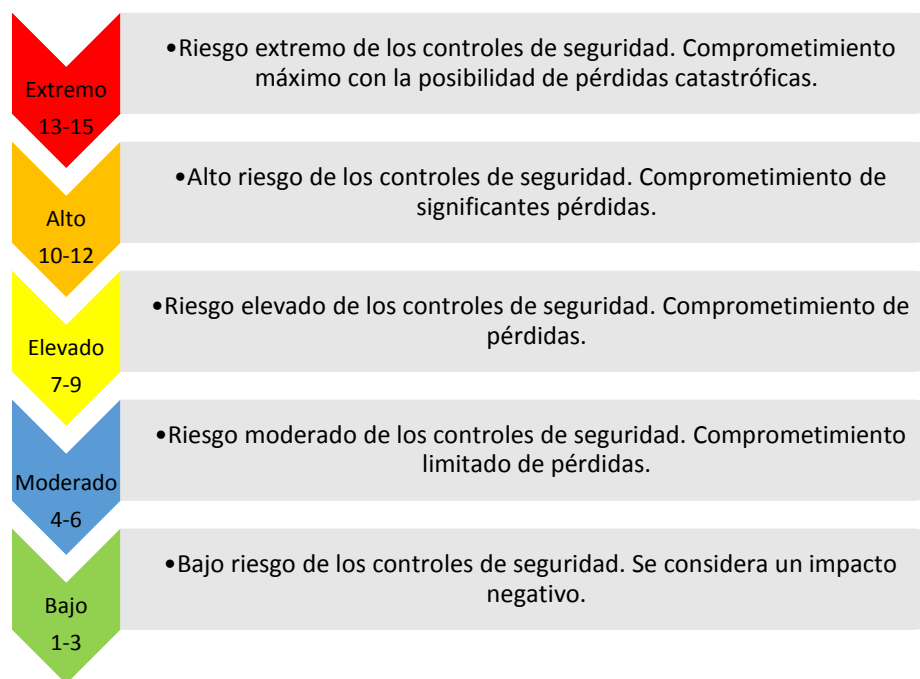 Extremo
13-15
•Riesgo extremo de los controles de seguridad. Comprometimiento
máximo con la posibilidad de pérdidas catastróficas.
Alto
10-12
•Alto riesgo de los controles de seguridad. Comprometimiento de
significantes pérdidas.
Elevado
7-9
•Riesgo elevado de los controles de seguridad. Comprometimiento de
pérdidas.
Moderado
4-6
•Riesgo moderado de los controles de seguridad. Comprometimiento
limitado de pérdidas.
Bajo
1-3
•Bajo riesgo de los controles de seguridad. Se considera un impacto
negativo.